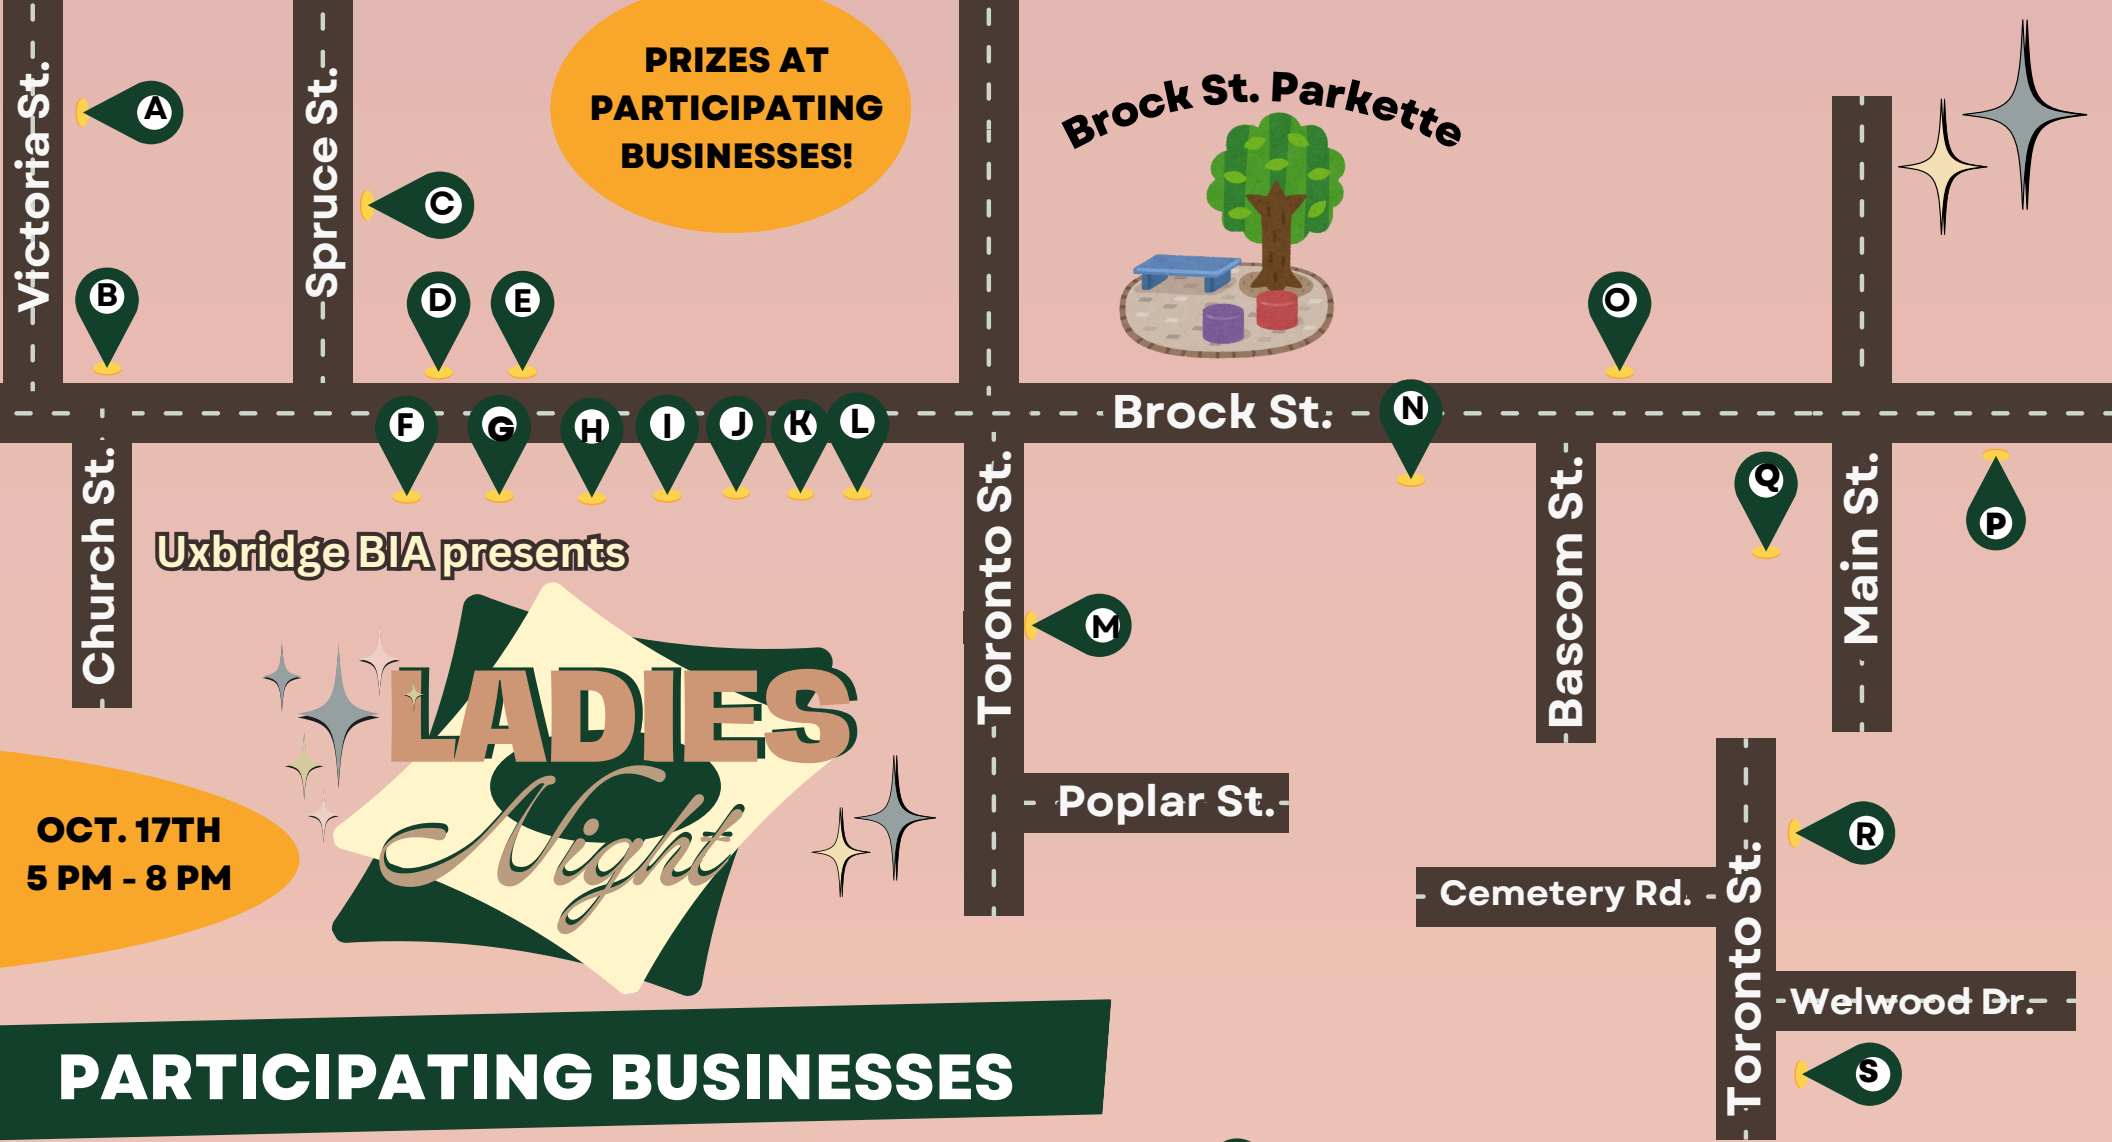 Victoria St.
A
B
Spruce St.
C
D
E
PRIZES AT
PARTICIPATING
BUSINESSES!
Brock St. Parkette
O
F
G
H
I
J
K
L
Brock St.
N
Church St.
Uxbridge BIA presents
LADIES
Night
OCT. 17TH
5 PM - 8 PM
Toronto St.
M
Poplar St.
Bascom St.
Q
Main St.
P
Cemetery Rd.
Toronto St.
R
Welwood Dr.
S
PARTICIPATING BUSINESSES